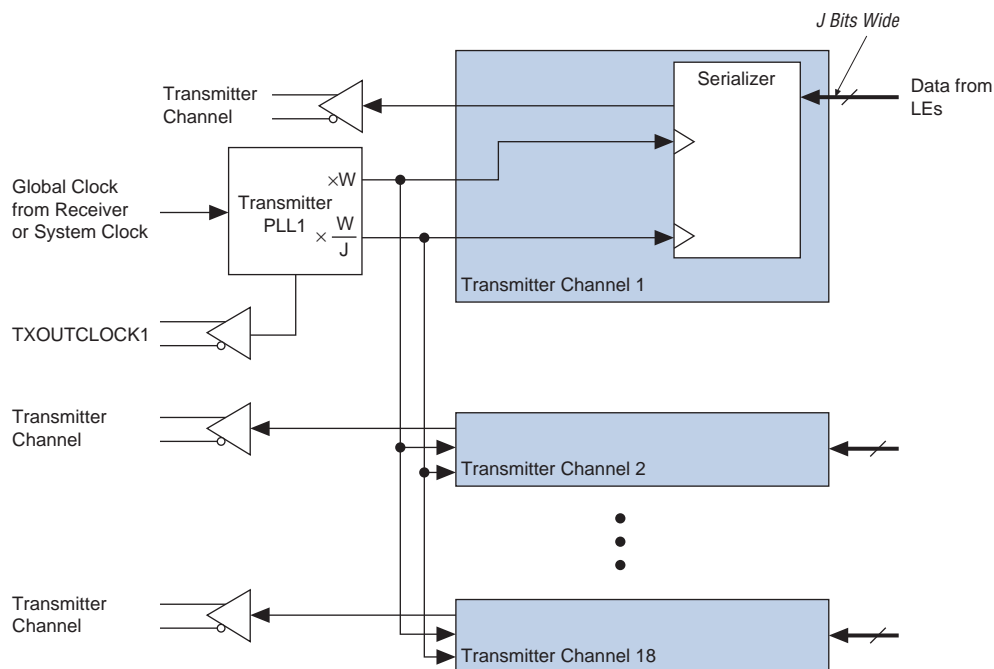 J Bits Wide
Serializer
Data from
LEs
Transmitter
Channel
Global Clock
from Receiver
or System Clock
×W
Transmitter
PLL1
× W/J
Transmitter Channel 1
TXOUTCLOCK1
Transmitter
Channel
Transmitter Channel 2
Transmitter
Channel
Transmitter Channel 18